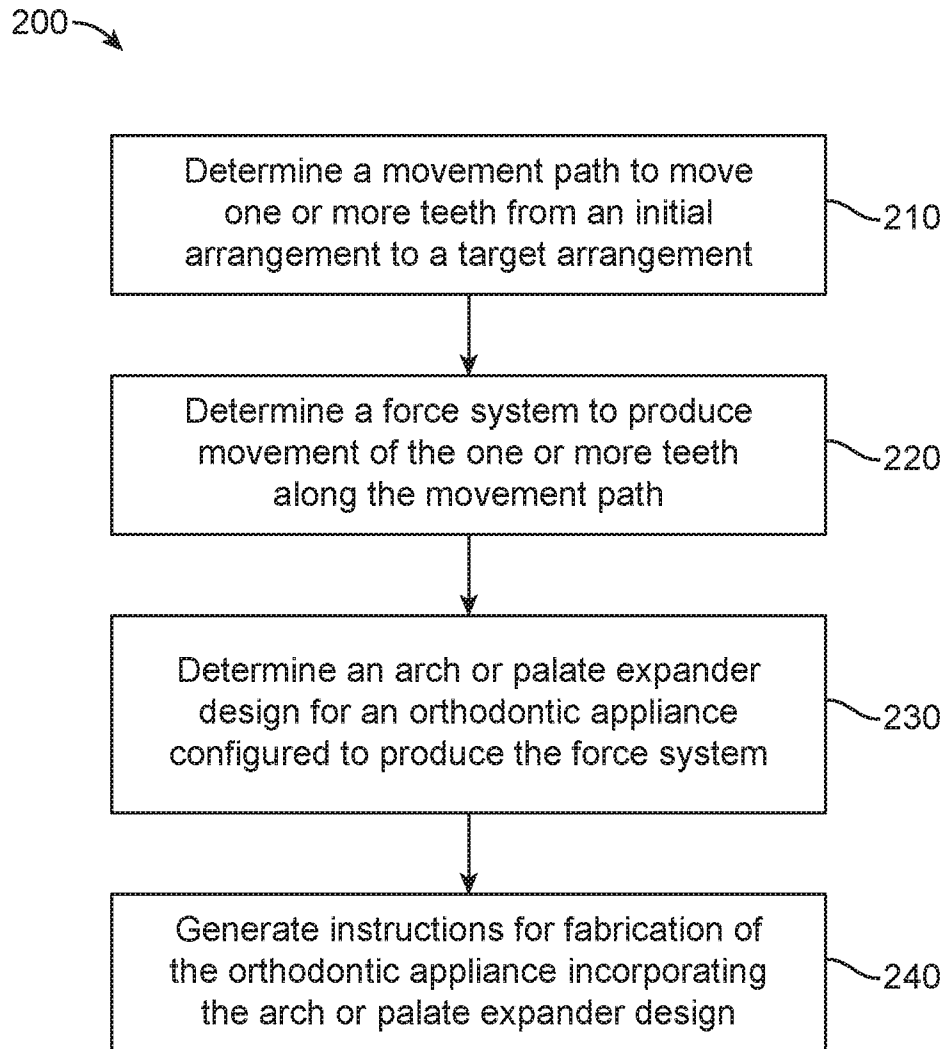 200
Determine a movement path to move
one or more teeth from an initial
arrangement to a target arrangement
210
Determine a force system to produce
movement of the one or more teeth
along the movement path
220
Determine an arch or palate expander
design for an orthodontic appliance
configured to produce the force system
230
Generate instructions for fabrication of
the orthodontic appliance incorporating
the arch or palate expander design
240